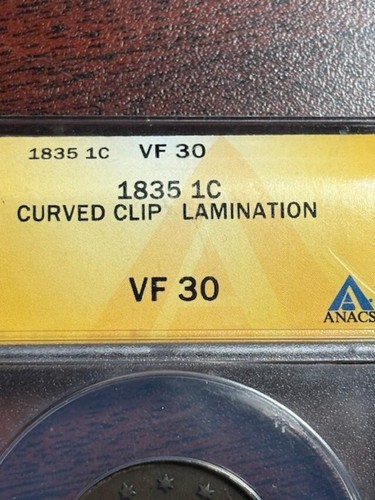 1835 1C VF 30
1835 1C
CURVED CLIP LAMINATION
VF 30
ANACS